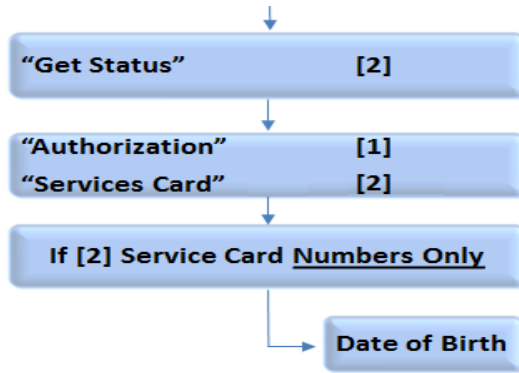 “Get Status” [2]
“Authorization” [1]
“Services Card” [2]
If [2] Service Card Numbers Only
Date of Birth